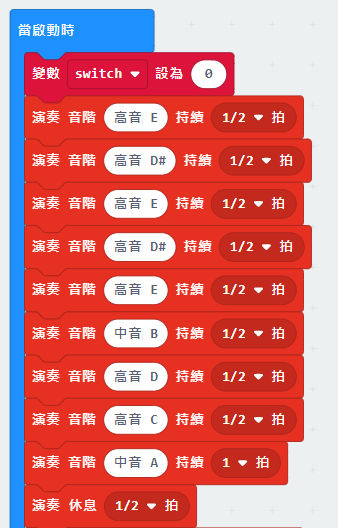 當啟動時
變數 switch 設為 0
演奏 音階 高音 E 持續 1/2 拍
演奏 音階 高音 D# 持續 1/2 拍
演奏 音階 高音 E 持續 1/2 拍
演奏 音階 高音 D# 持續 1/2 拍
演奏 音階 高音 E 持續 1/2 拍
演奏 音階 中音 B 持續 1/2 拍
演奏 音階 高音 D 持續 1/2 拍
演奏 音階 高音 C 持續 1/2 拍
演奏 音階 中音 A 持續 1 拍
演奏 休息 1/2 拍